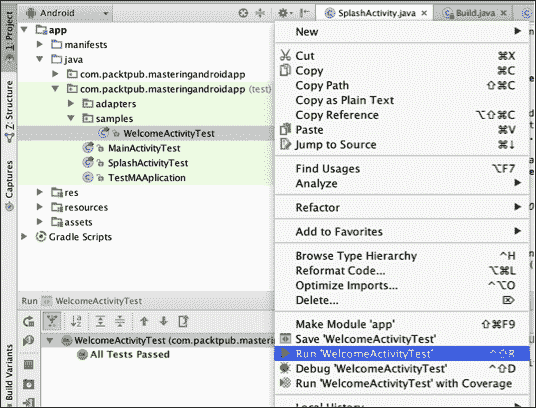 Android
SplashActivity.java
Build.java
1: Project
Z: Structure
Captures
Build Variants
app
manifests
java
com.packtpub.masteringandroidapp
com.packtpub.masteringandroidapp (test)
adapters
samples
WelcomeActivityTest
MainActivityTest
SplashActivityTest
TestMAAplication
res
resources
assets
Gradle Scripts
Run WelcomeActivityTest
WelcomeActivityTest (com.packtpub.mastering
All Tests Passed
New
Cut ⌘X
Copy ⌘C
Copy Path ⇧⌘C
Copy as Plain Text
Copy Reference ⌥⇧⌘C
Paste ⌘V
Jump to Source ⌘↓
Find Usages ⌥F7
Analyze
Refactor
Add to Favorites
Browse Type Hierarchy ^H
Reformat Code... ⌥⌘L
Optimize Imports... ^⌥O
Delete... ⌦
Make Module 'app' ⇧⌘F9
Save 'WelcomeActivityTest'
Run 'WelcomeActivityTest' ^⇧R
Debug 'WelcomeActivityTest' ^⇧D
Run 'WelcomeActivityTest' with Coverage
Local History